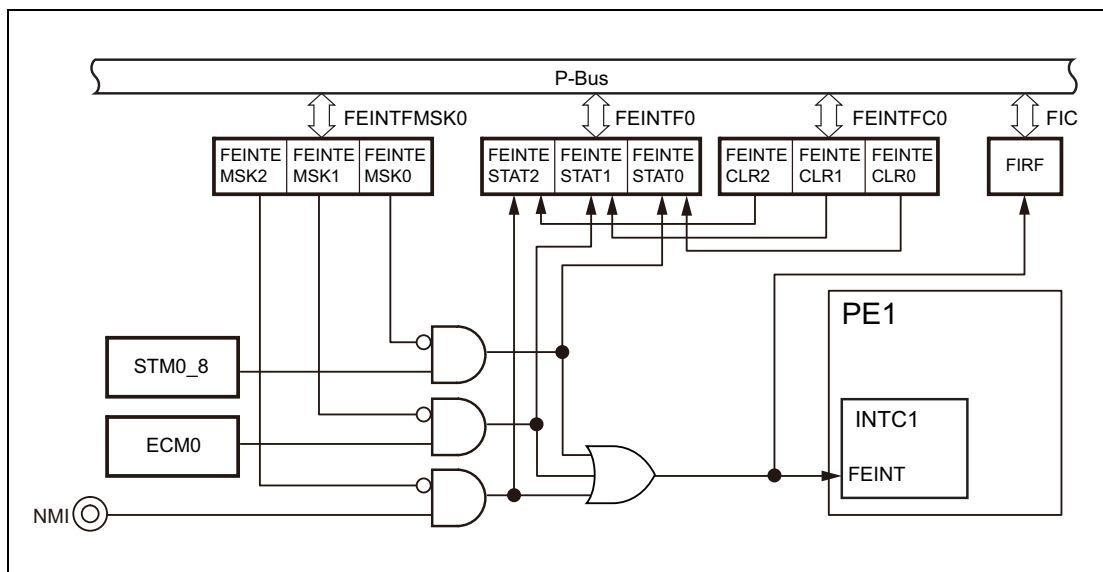 P-Bus
FEINTFMSK0
FEINTF0
FEINTFC0
FIC
FEINTE FEINTE FEINTE
MSK2 MSK1 MSK0
FEINTE FEINTE FEINTE
STAT2 STAT1 STAT0
FEINTE FEINTE FEINTE
CLR2 CLR1 CLR0
FIRF
PE1
STM0_8
INTC1
ECM0
FEINT
NMI